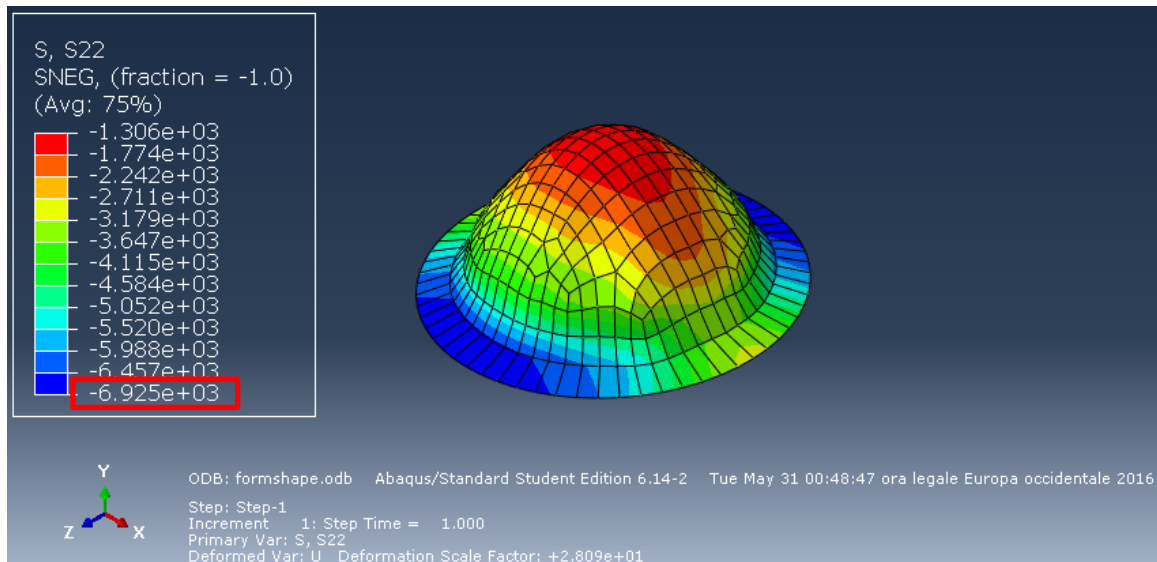 S, S22
SNEG, (fraction = -1.0)
(Avg: 75%)
-1.306e+03
-1.774e+03
-2.242e+03
-2.711e+03
-3.179e+03
-3.647e+03
-4.115e+03
-4.584e+03
-5.052e+03
-5.520e+03
-5.988e+03
-6.457e+03
-6.925e+03
Y
Z X
ODB: formshape.odb Abaqus/Standard Student Edition 6.14-2 Tue May 31 00:48:47 ora legale Europa occidentale 2016
Step: Step-1
Increment 1: Step Time = 1.000
Primary Var: S, S22
Deformed Var: U Deformation Scale Factor: +2.809e+01